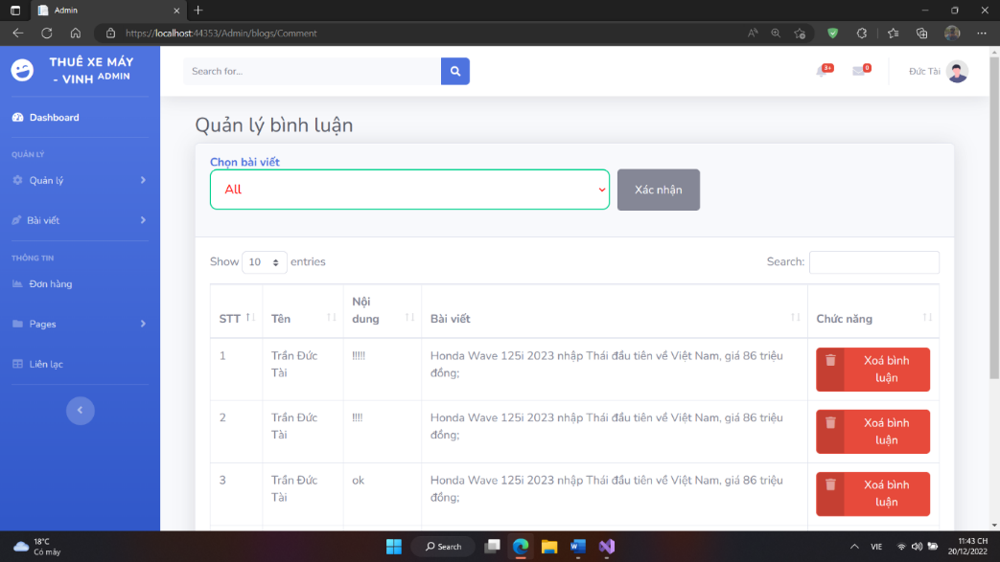 Admin
https://localhost:44353/Admin/blogs/Comment
THUÊ XE MÁY
- VINH ADMIN
Search for...
3+
0
Đức Tài
Dashboard
QUẢN LÝ
Quản lý
Bài viết
THÔNG TIN
Đơn hàng
Pages
Liên lạc
Quản lý bình luận
Chọn bài viết
All
Xác nhận
Show 10 entries
Search:
STT
Tên
Nội dung
Bài viết
Chức năng
1
Trần Đức
Tài
!!!!!
Honda Wave 125i 2023 nhập Thái đầu tiên về Việt Nam, giá 86 triệu
đồng;
Xoá bình
luận
2
Trần Đức
Tài
!!!!
Honda Wave 125i 2023 nhập Thái đầu tiên về Việt Nam, giá 86 triệu
đồng;
Xoá bình
luận
3
Trần Đức
Tài
ok
Honda Wave 125i 2023 nhập Thái đầu tiên về Việt Nam, giá 86 triệu
đồng;
Xoá bình
luận
18°C
Có mây
Search
VIE
11:43 CH
20/12/2022